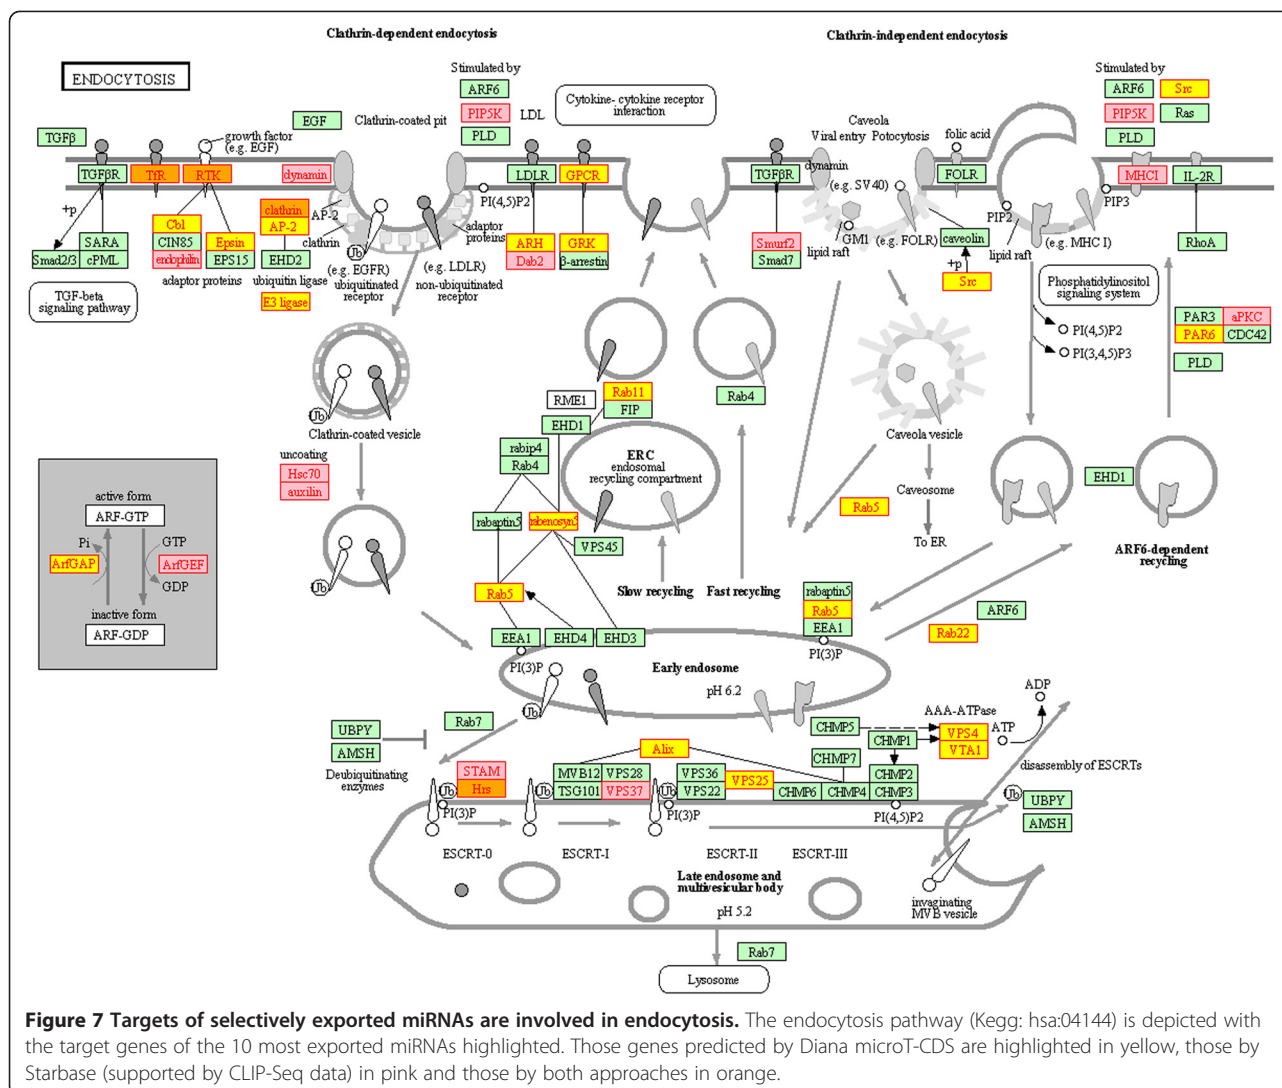 Clathrin-dependent endocytosis
Clathrin-independent endocytosis
ENDOCYTOSIS
Stimulated by
ARF6
PIP5K
PLD
LDL
Cytokine- cytokine receptor
interaction
Stimulated by
ARF6
Src
PIP5K
Ras
PLD
TGFβ
growth factor
(e.g. EGF)
EGF
Clathrin-coated pit
Caveola
Viral entry
Potocytosis
folic acid
TGFβR
TfR
RTK
dynamin
LDLR
GPCR
TGFβR
dynamin
FOLR
MHCI
IL-2R
+p
PI(4,5)P2
(e.g. SV40)
PIP2
PIP3
Cbl
CIN85
endophilin
Epsin
EPS15
adaptor proteins
clathrin
AP-2
EHD2
AP-2
clathrin
ubiquitin ligase
E3 ligase
SARA
Smad2/3
cPML
TGF-beta
signaling pathway
Ub
(e.g. EGFR)
ubiquitinated
receptor
(e.g. LDLR)
non-ubiquitinated
receptor
adaptor
proteins
ARH
Dab2
GRK
β-arrestin
Smurf2
Smad7
GM1
lipid raft
(e.g. FOLR)
caveolin
+p
Src
lipid raft
(e.g. MHC I)
RhoA
Phosphatidylinositol
signaling system
PI(4,5)P2
PI(3,4,5)P3
PAR3
aPKC
PAR6
CDC42
PLD
Ub
Clathrin-coated vesicle
uncoating
Hsc70
auxilin
RME1
Rab11
FIP
EHD1
Rab4
rabip4
Rab4
ERC
endosomal
recycling compartment
rabaptin5
rabenosyn5
VPS45
Caveola vesicle
Rab5
Caveosome
To ER
EHD1
ARF6-dependent
recycling
active form
ARF-GTP
Pi
GTP
ArfGAP
ArfGEF
GDP
inactive form
ARF-GDP
Ub
Rab5
Slow recycling
Fast recycling
rabaptin5
Rab5
EEA1
PI(3)P
ARF6
Rab22
EEA1
EHD4
EHD3
PI(3)P
Early endosome
pH 6.2
Ub
UBPY
AMSH
Deubiquitinating
enzymes
Rab7
AAA-ATPase
ADP
ATP
CHMP5
CHMP1
VPS4
VTA1
CHMP7
CHMP2
CHMP6
CHMP4
CHMP3
disassembly of ESCRTs
Alix
STAM
Hrs
Ub
PI(3)P
MVB12
VPS28
TSG101
VPS37
Ub
VPS36
VPS22
VPS25
Ub
PI(3)P
PI(4,5)P2
Ub
UBPY
AMSH
ESCRT-0
ESCRT-I
ESCRT-II
ESCRT-III
Late endosome and
multivesicular body
pH 5.2
invaginating
MVB vesicle
Rab7
Lysosome
Figure 7 Targets of selectively exported miRNAs are involved in endocytosis. The endocytosis pathway (Kegg: hsa:04144) is depicted with
the target genes of the 10 most exported miRNAs highlighted. Those genes predicted by Diana microT-CDS are highlighted in yellow, those by
Starbase (supported by CLIP-Seq data) in pink and those by both approaches in orange.